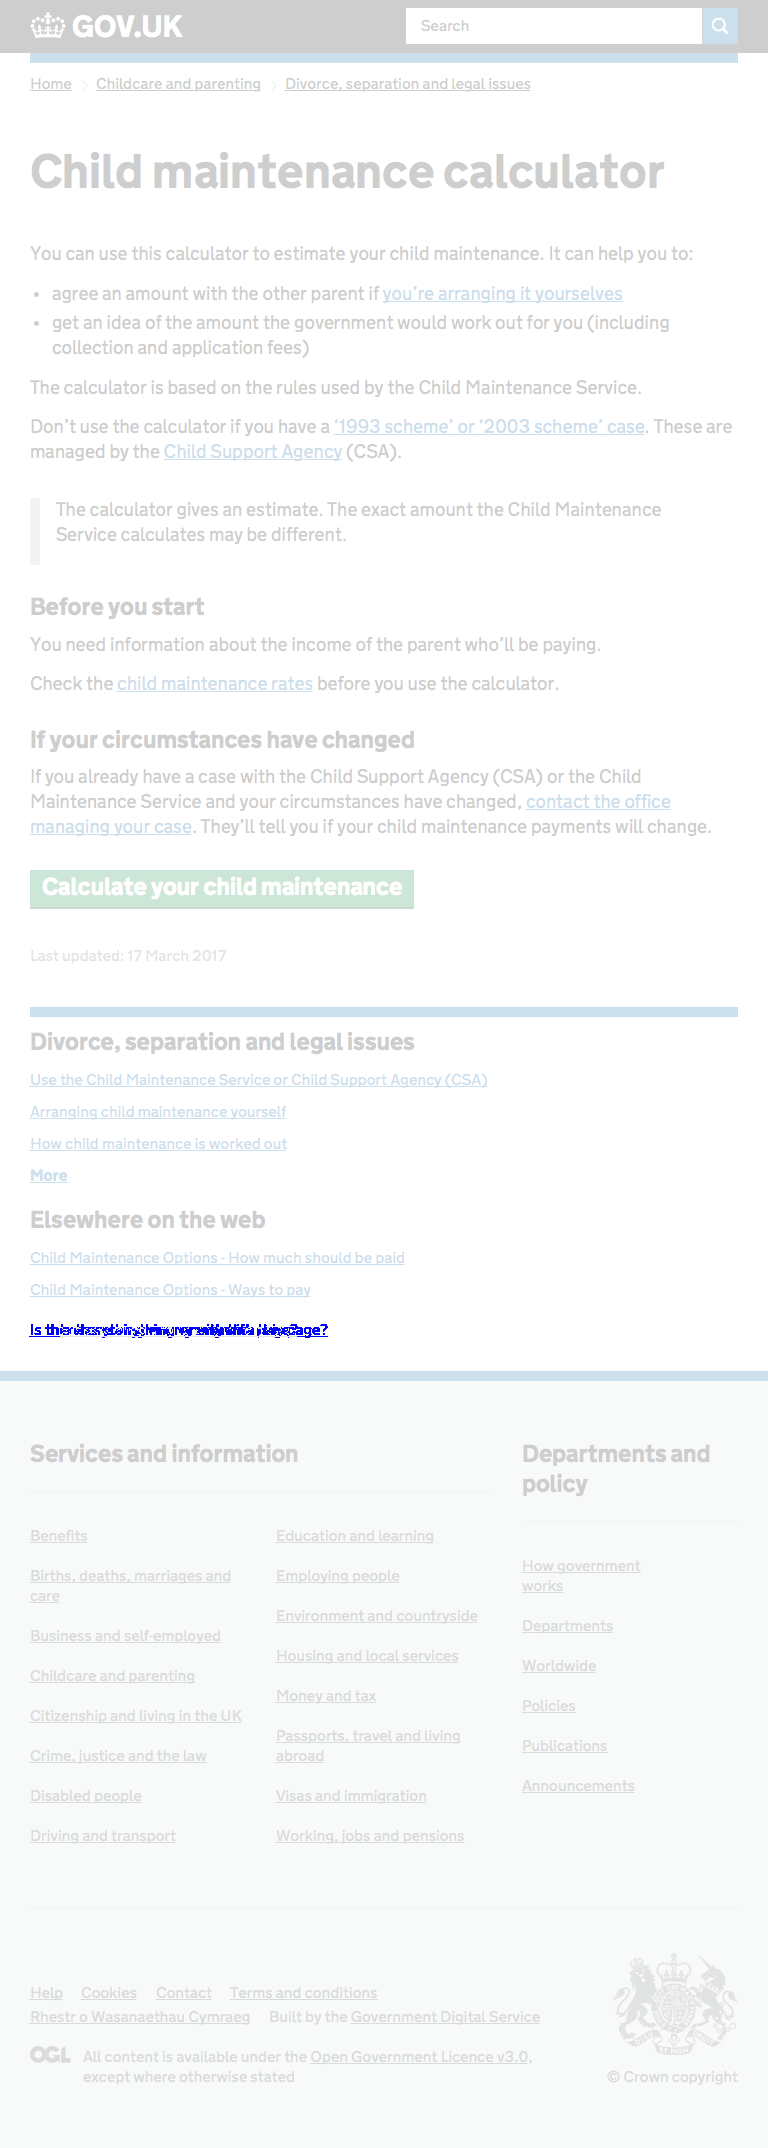 GOV.UK
Search
Home
Childcare and parenting
Divorce, separation and legal issues
Child maintenance calculator
You can use this calculator to estimate your child maintenance. It can help you to:
• agree an amount with the other parent if you’re arranging it yourselves
• get an idea of the amount the government would work out for you (including
collection and application fees)
The calculator is based on the rules used by the Child Maintenance Service.
Don’t use the calculator if you have a ‘1993 scheme’ or ‘2003 scheme’ case. These are
managed by the Child Support Agency (CSA).
The calculator gives an estimate. The exact amount the Child Maintenance
Service calculates may be different.
Before you start
You need information about the income of the parent who’ll be paying.
Check the child maintenance rates before you use the calculator.
If your circumstances have changed
If you already have a case with the Child Support Agency (CSA) or the Child
Maintenance Service and your circumstances have changed, contact the office
managing your case. They’ll tell you if your child maintenance payments will change.
Calculate your child maintenance
Last updated: 17 March 2017
Divorce, separation and legal issues
Use the Child Maintenance Service or Child Support Agency (CSA)
Arranging child maintenance yourself
How child maintenance is worked out
More
Elsewhere on the web
Child Maintenance Options - How much should be paid
Child Maintenance Options - Ways to pay
Services and information
Benefits
Births, deaths, marriages and
care
Business and self-employed
Childcare and parenting
Citizenship and living in the UK
Crime, justice and the law
Disabled people
Driving and transport
Education and learning
Employing people
Environment and countryside
Housing and local services
Money and tax
Passports, travel and living
abroad
Visas and immigration
Working, jobs and pensions
Departments and
policy
How government
works
Departments
Worldwide
Policies
Publications
Announcements
Help Cookies Contact Terms and conditions
Rhestr o Wasanaethau Cymraeg Built by the Government Digital Service
OGL All content is available under the Open Government Licence v3.0,
except where otherwise stated
© Crown copyright